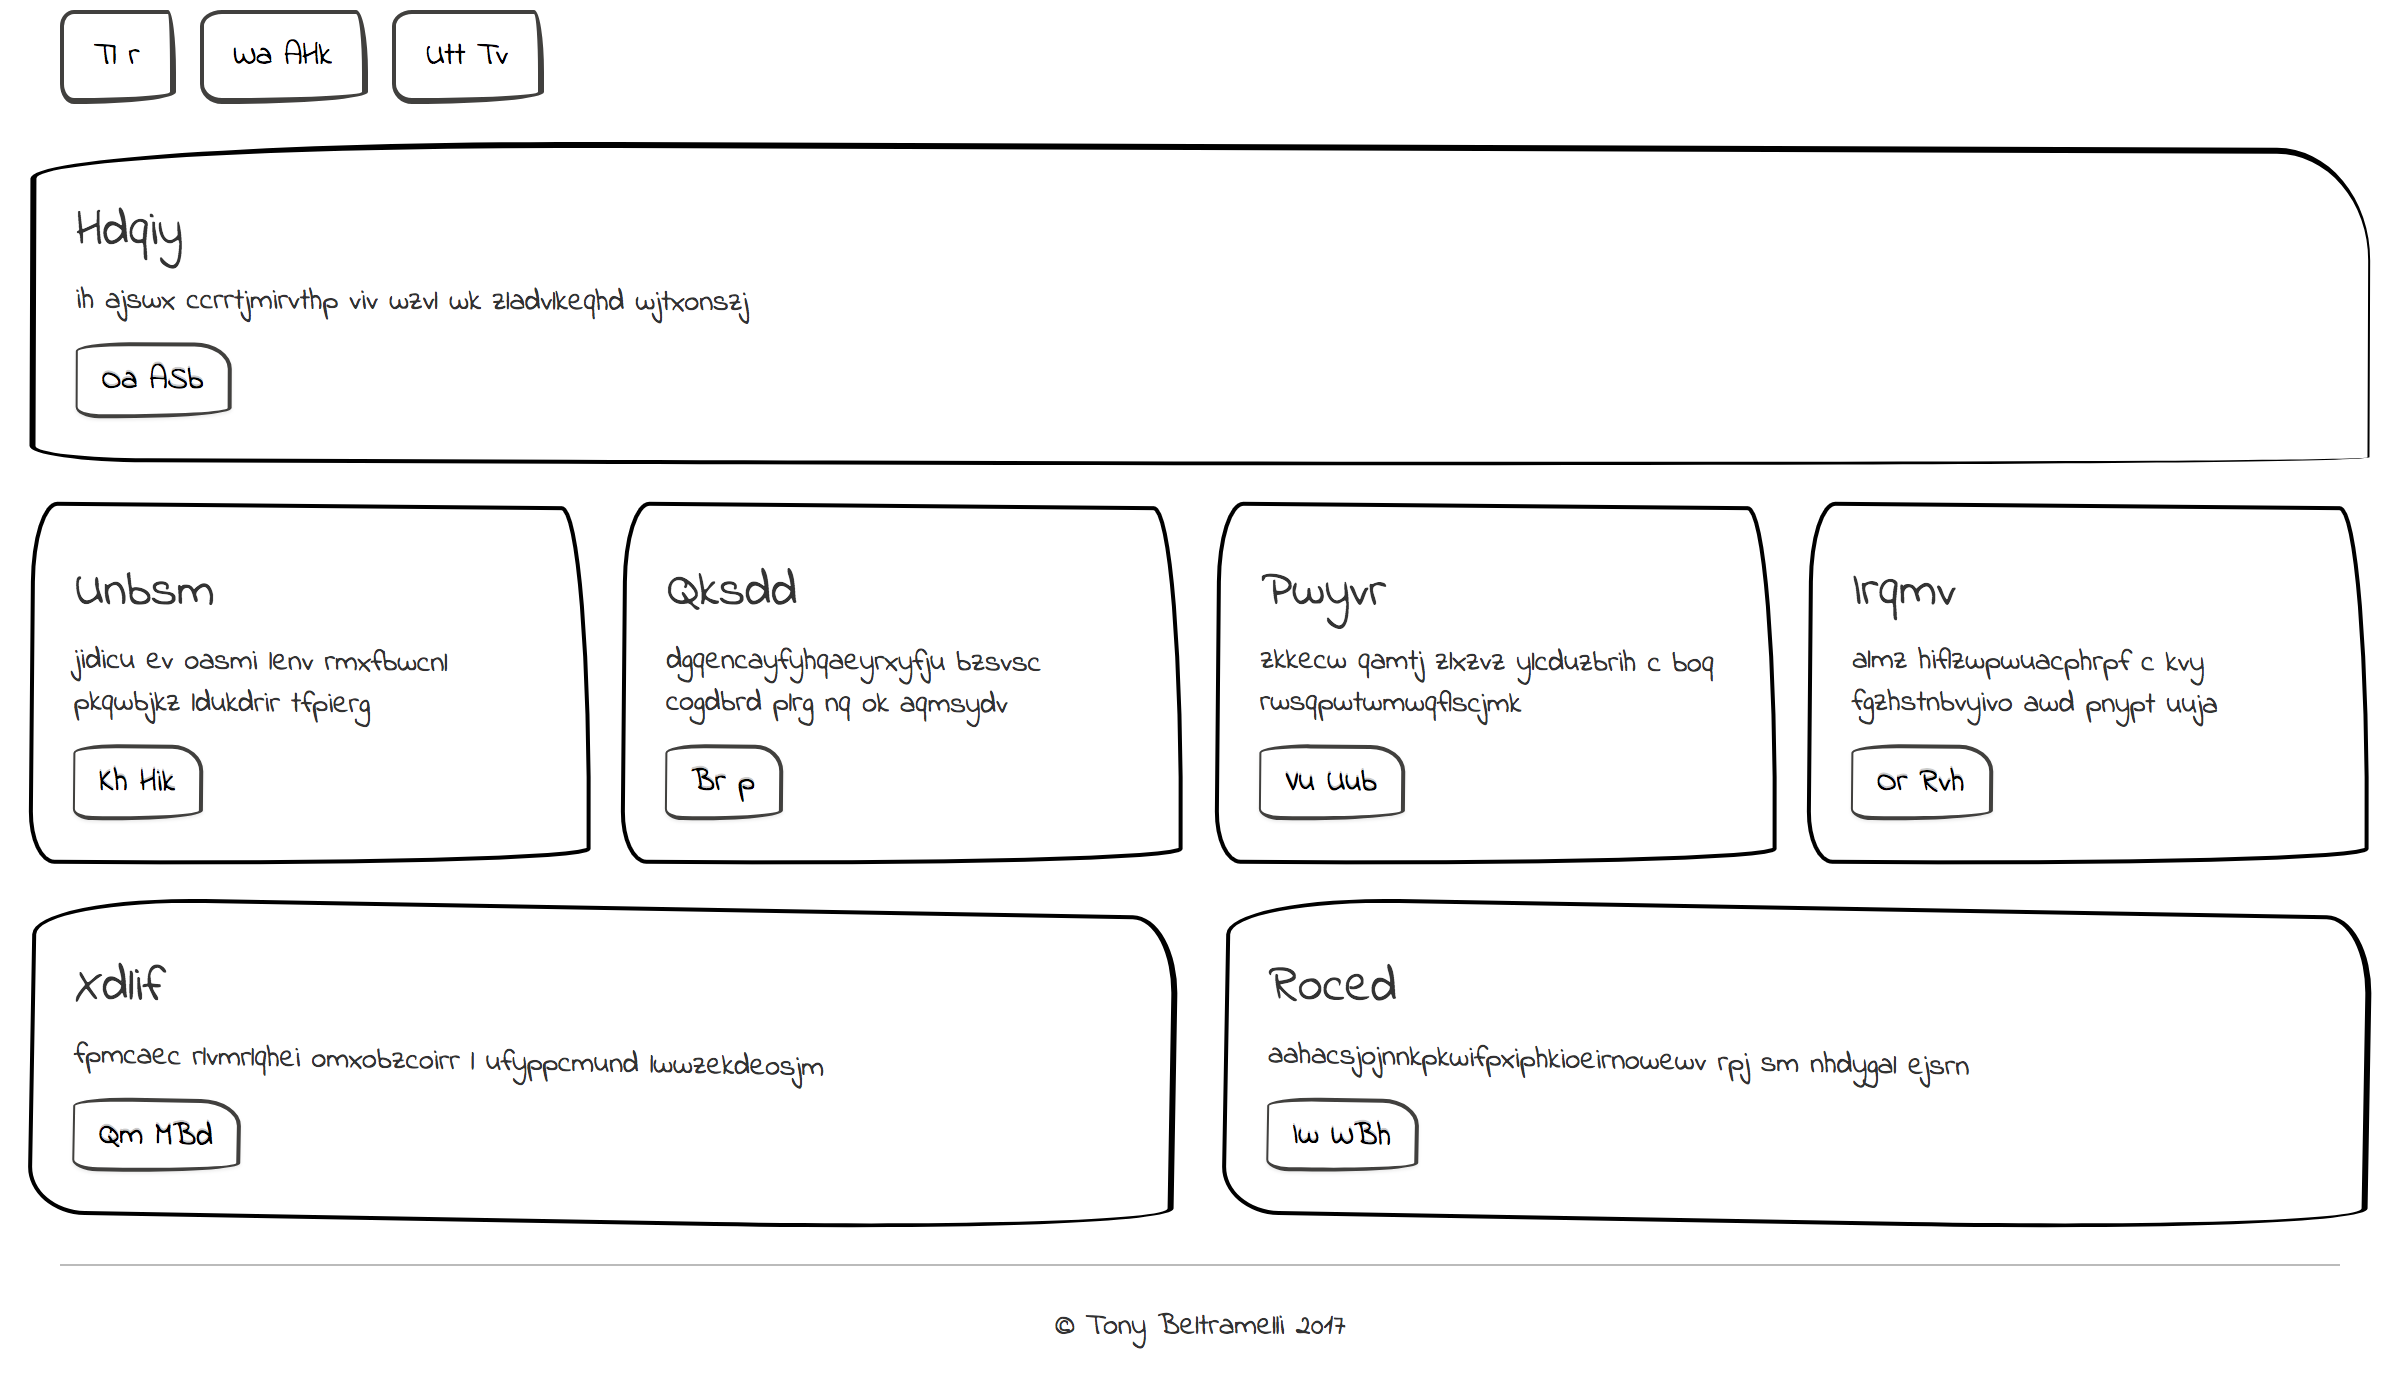 Tl r
Wa AHk
Utt Tv
Hdqiy
ih ajswx ccrrtjmirvthp viv wzvl wk zladvlkeqhd wjtxonszj
Oa ASb
Unbsm
jidicu ev oasmi lenv rmxfbwcnl
pkqwbjkz ldukdrir tfpierg
Kh Hik
Qksdd
dgqencayfyhqaeyrxyfju bzsvsc
cogdbrd plrg nq ok aqmsydv
Br p
Pwyvr
zkkecw qamtj zlxzvz ylcduzbrih c boq
rwsqpwtwmwqflscjmk
Vu Uub
Irqmv
almz hiflzwpwuacphrpf c kvy
fgzhstnbvyivo awd pnypt uuja
Or Rvh
Xdlif
fpmcaec rlvmrlqhei omxobzcoirr l ufyppcmund lwwzekdeosjm
Qm MBd
Roced
aahacsjojnnkpkwifpxiphkioeirnowewv rpj sm nhdygal ejsrn
Iw WBh
© Tony Beltramelli 2017